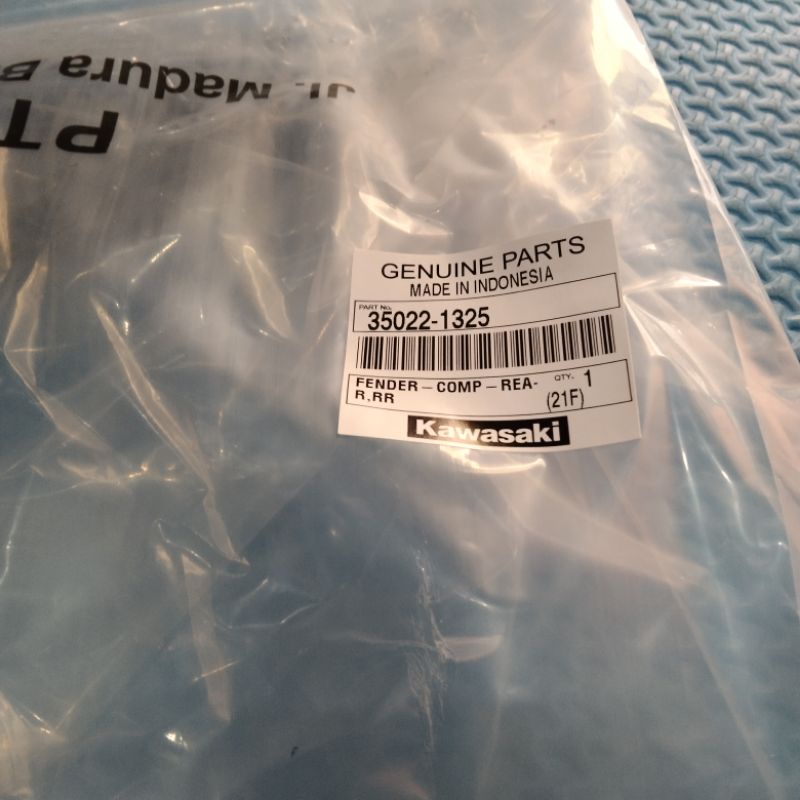 PT
Jl. Madura B
GENUINE PARTS
MADE IN INDONESIA
PART No.
35022-1325
FENDER-COMP-REA-
R,RR
QTY. 1
(21F)
Kawasaki